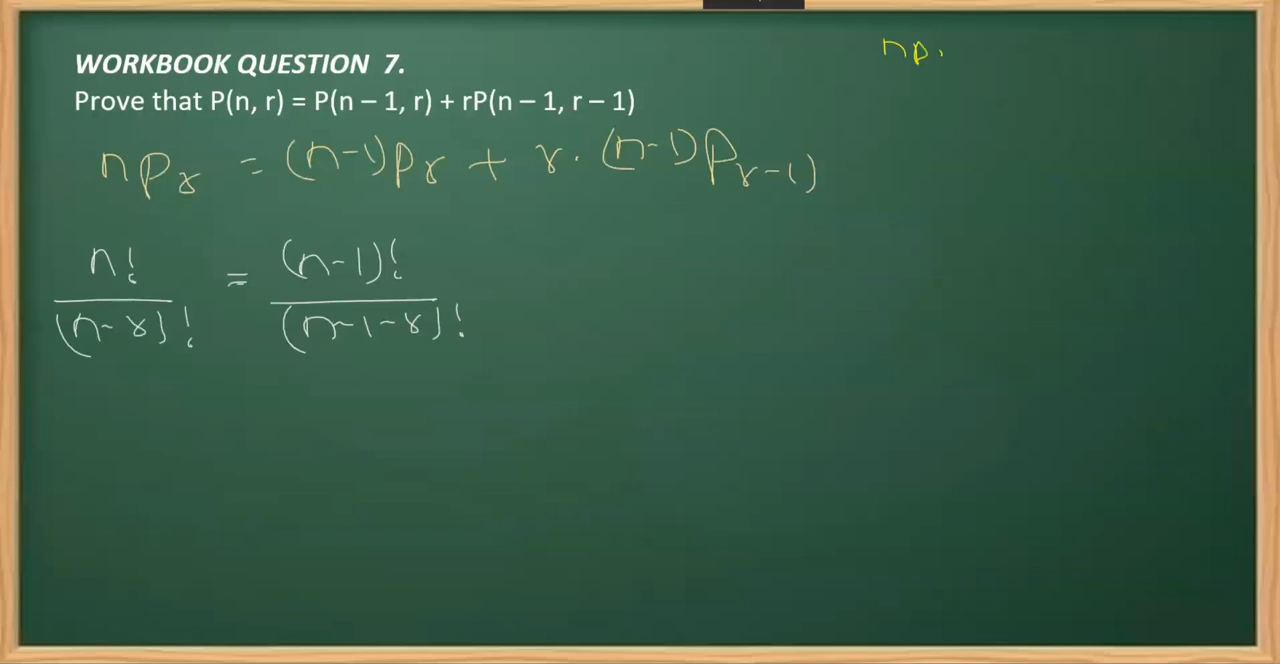 WORKBOOK QUESTION 7.
Prove that P(n, r) = P(n – 1, r) + rP(n – 1, r – 1)
np
nPr = (n-1)Pr + r. (n-1)Pr-1)
n! = (n-1)!
(n-r)! (n-1-r)!